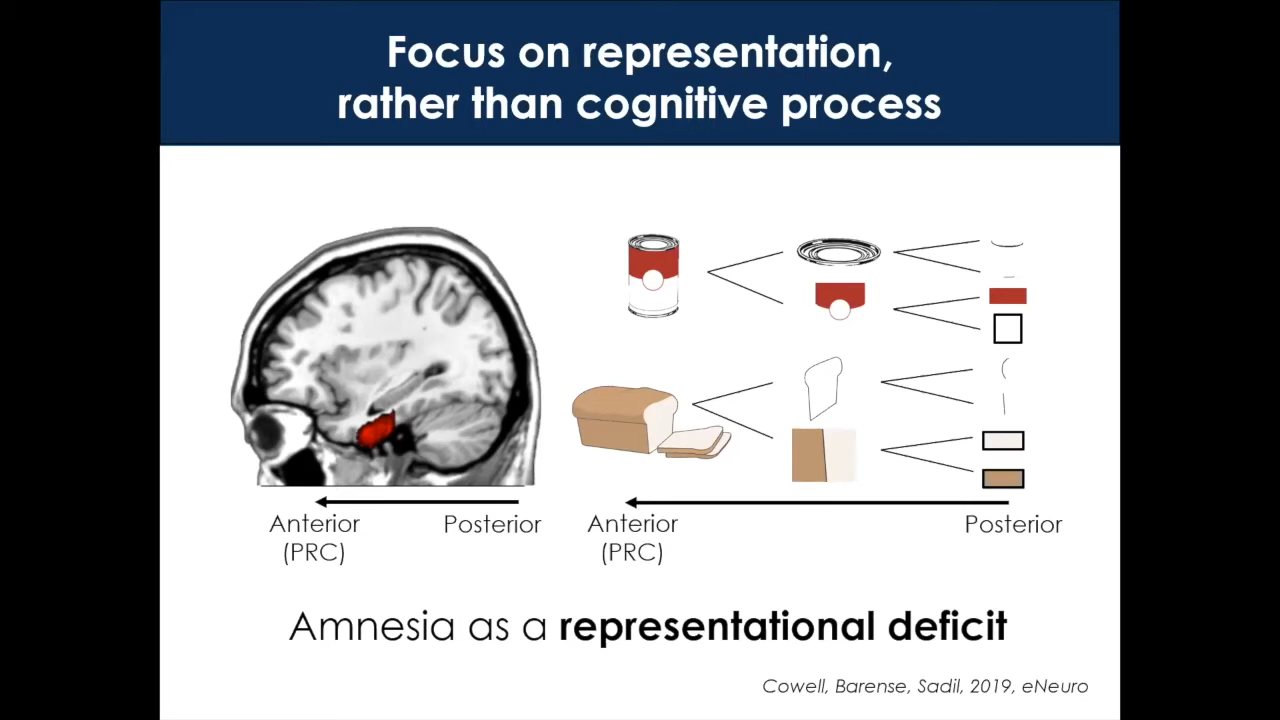 Focus on representation,
rather than cognitive process
Anterior
(PRC)
Posterior
Anterior
(PRC)
Posterior
Amnesia as a representational deficit
Cowell, Barense, Sadil, 2019, eNeuro